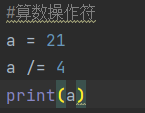 #算数操作符
a = 21
a /= 4
print(a)